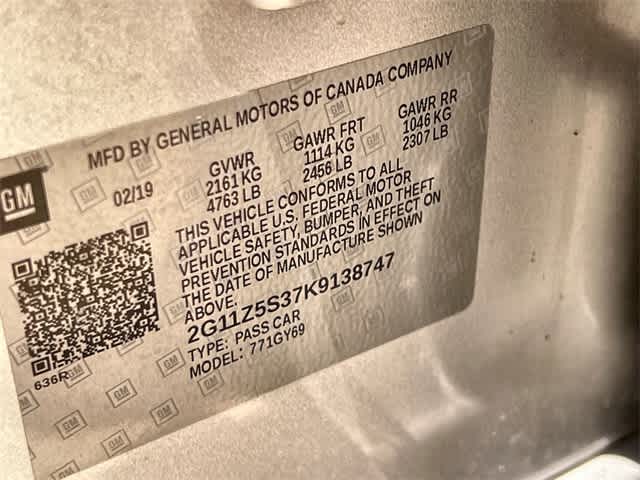 MFD BY GENERAL MOTORS OF CANADA COMPANY
GM
02/19
GVWR
2161 KG
4763 LB
GAWR FRT
1114 KG
2456 LB
GAWR RR
1046 KG
2307 LB
THIS VEHICLE CONFORMS TO ALL
APPLICABLE U.S. FEDERAL MOTOR
VEHICLE SAFETY, BUMPER, AND THEFT
PREVENTION STANDARDS IN EFFECT ON
THE DATE OF MANUFACTURE SHOWN
ABOVE.
2G11Z5S37K9138747
TYPE: PASS CAR
MODEL: 771GY69
636R